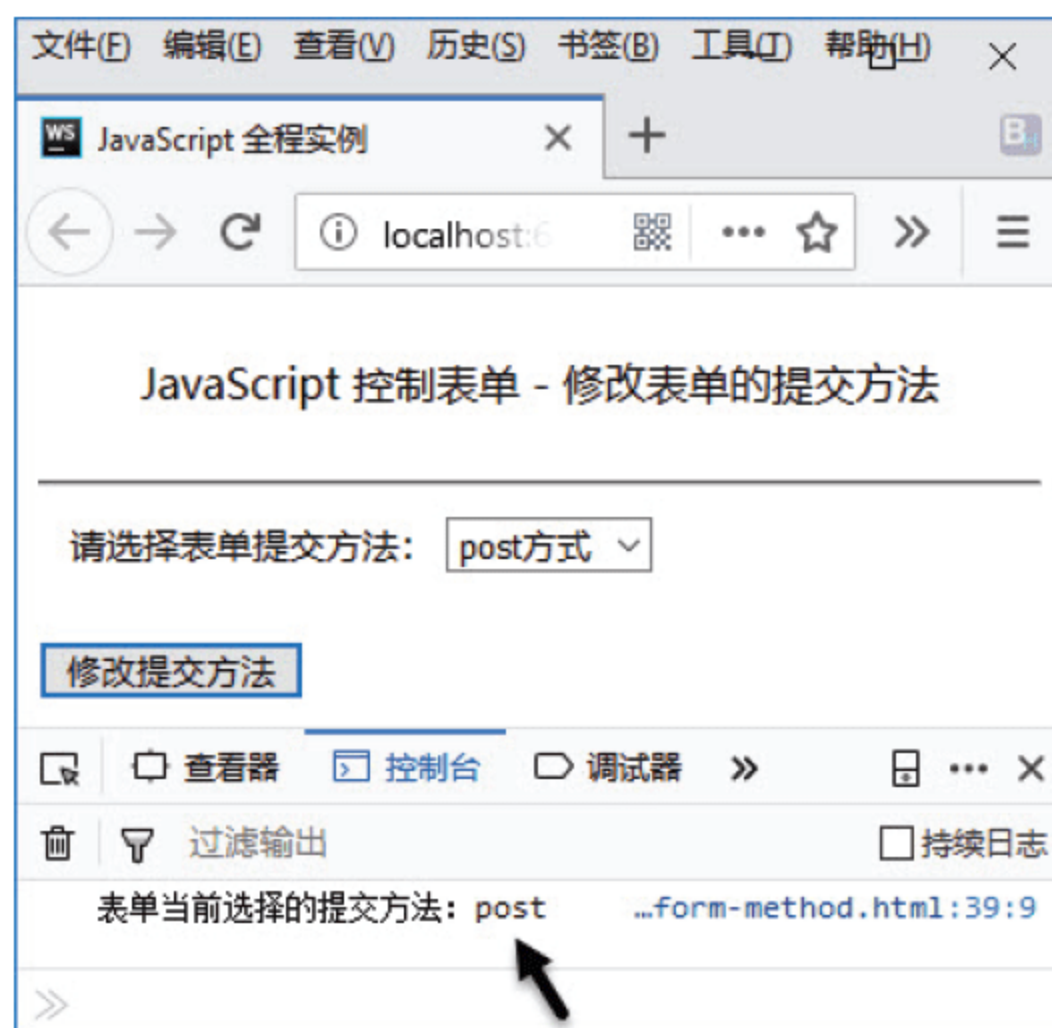 文件(F) 编辑(E) 查看(V) 历史(S) 书签(B) 工具(T) 帮助(H)
WS JavaScript 全程实例
localhost:6
JavaScript 控制表单 - 修改表单的提交方法
请选择表单提交方法： post方式
修改提交方法
查看器 控制台 调试器
过滤输出 持续日志
表单当前选择的提交方法：post …form-method.html:39:9